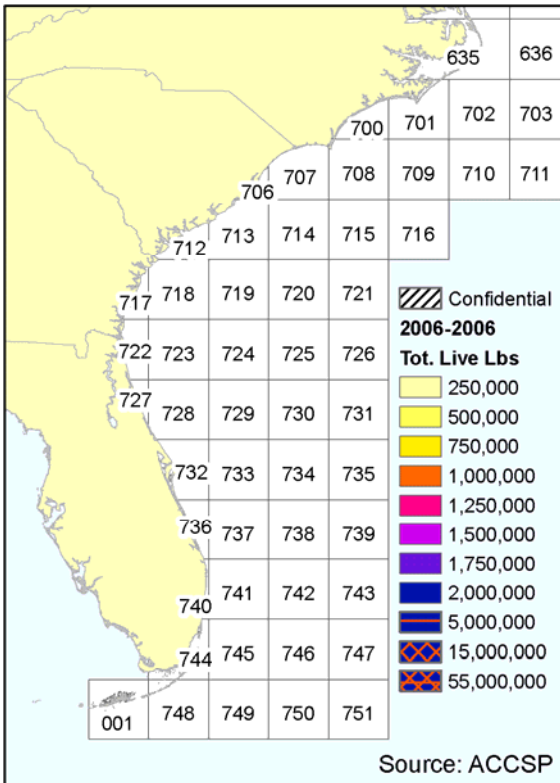 635 636
700 701 702 703
706 707 708 709 710 711
712 713 714 715 716
717 718 719 720 721
722 723 724 725 726
727 728 729 730 731
732 733 734 735
736 737 738 739
740 741 742 743
744 745 746 747
001 748 749 750 751
Confidential
2006-2006
Tot. Live Lbs
250,000
500,000
750,000
1,000,000
1,250,000
1,500,000
1,750,000
2,000,000
5,000,000
15,000,000
55,000,000
Source: ACCSP